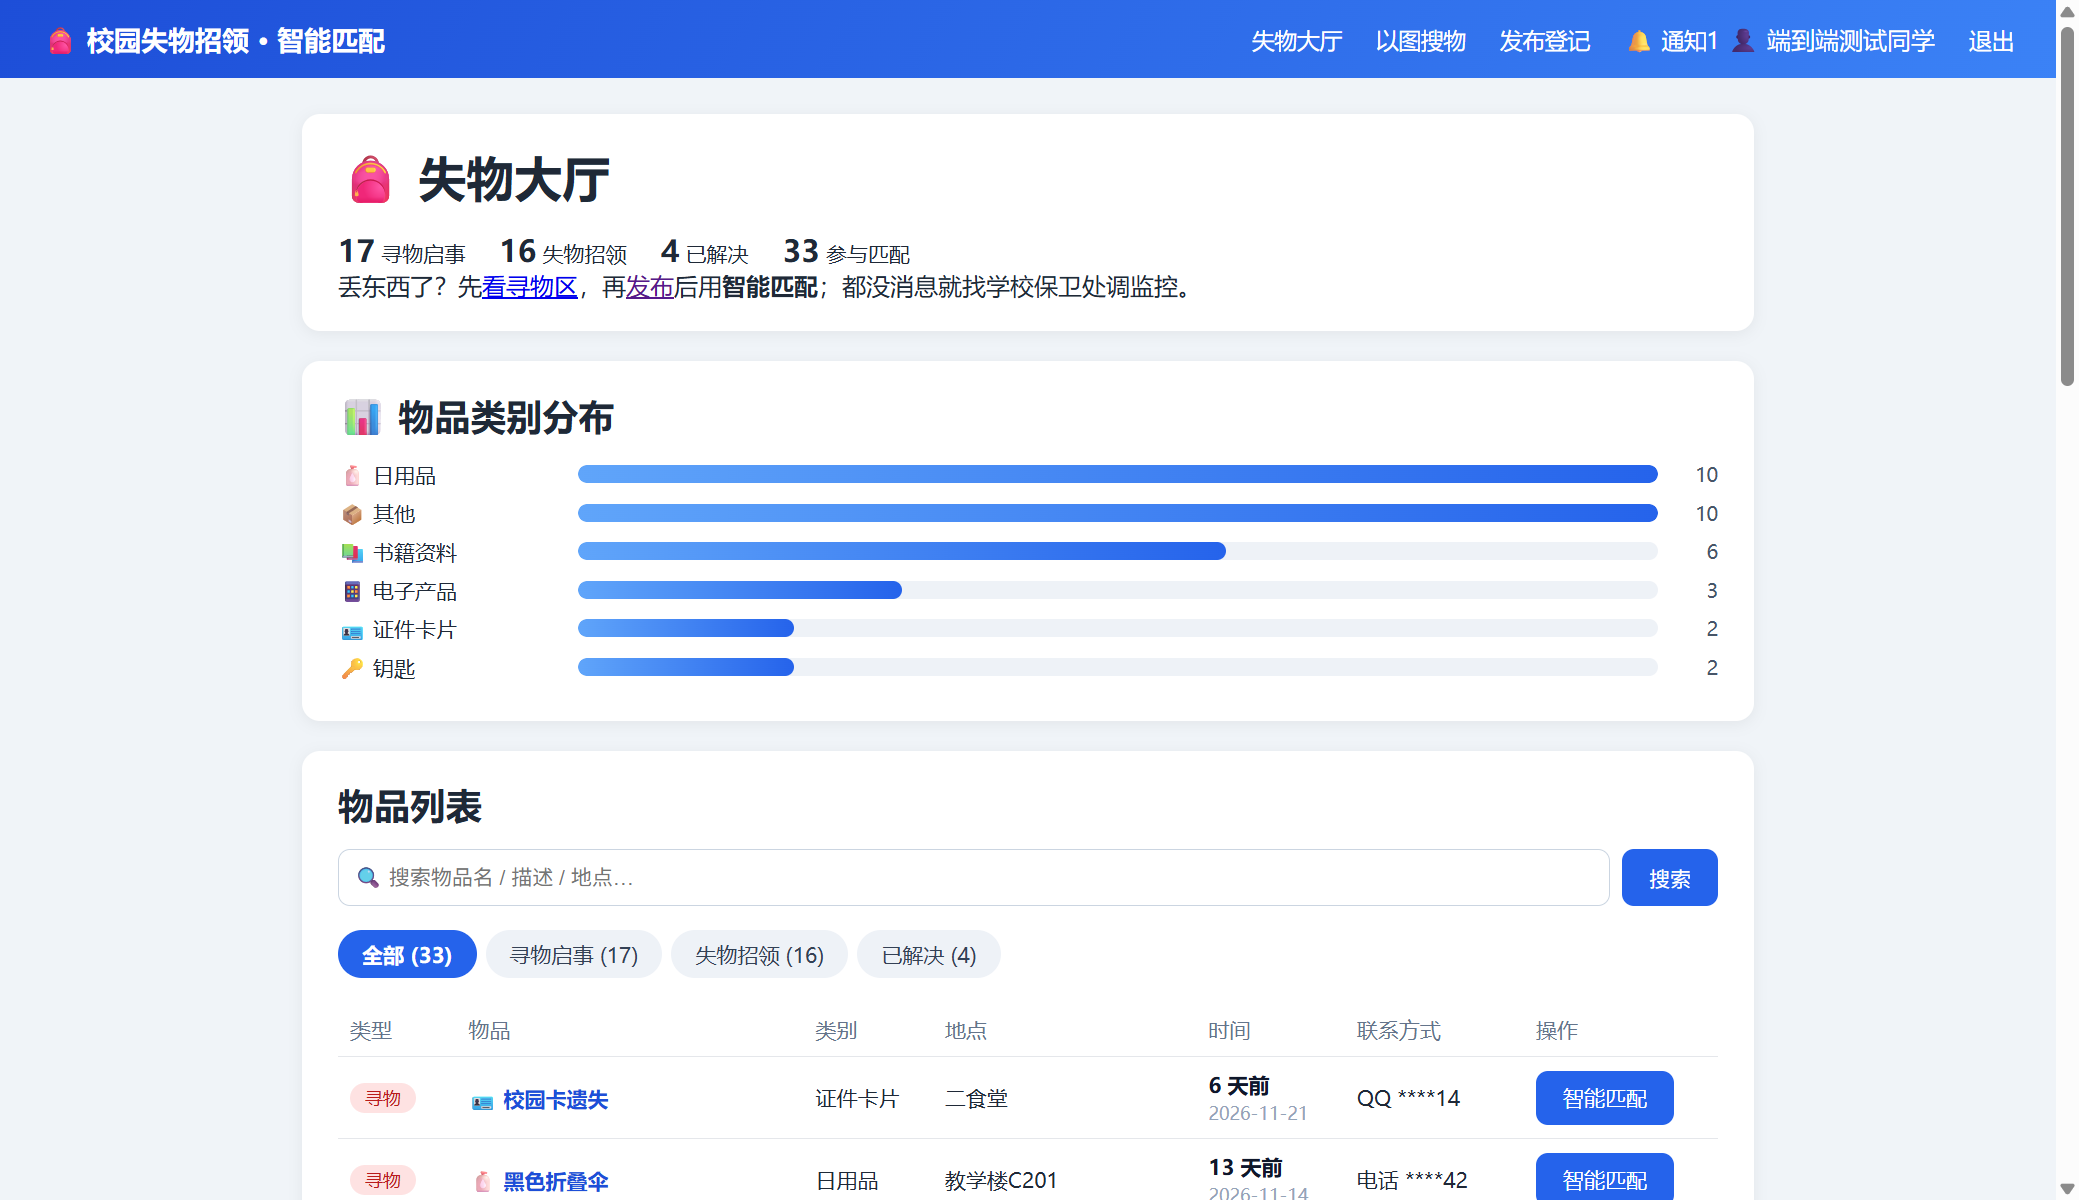 校园失物招领 • 智能匹配 失物大厅 以图搜物 发布登记 通知1 端到端测试同学 退出
失物大厅
17 寻物启事 16 失物招领 4 已解决 33 参与匹配
丢东西了？先看寻物区，再发布后用智能匹配；都没消息就找学校保卫处调监控。
物品类别分布
日用品 10
其他 10
书籍资料 6
电子产品 3
证件卡片 2
钥匙 2
物品列表
搜索物品名 / 描述 / 地点… 搜索
全部 (33) 寻物启事 (17) 失物招领 (16) 已解决 (4)
类型 物品 类别 地点 时间 联系方式 操作
寻物 校园卡遗失 证件卡片 二食堂 6 天前 QQ ****14 智能匹配
2026-11-21
寻物 黑色折叠伞 日用品 教学楼C201 13 天前 电话 ****42 智能匹配
2026-11-14